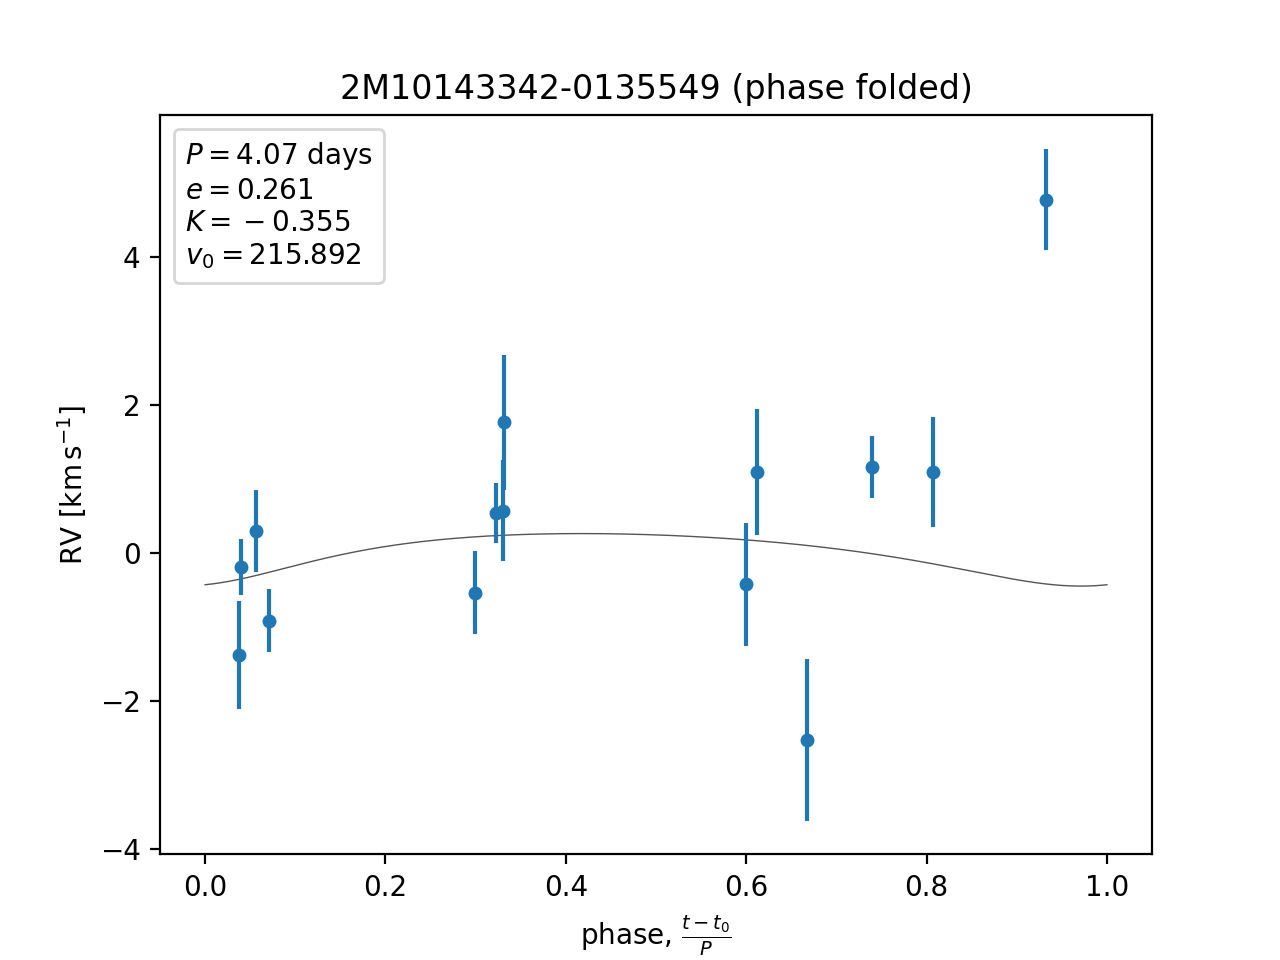 2M10143342-0135549 (phase folded)
P = 4.07 days
e = 0.261
K = −0.355
v₀ = 215.892
RV [km s⁻¹]
4
2
0
−2
−4
0.0 0.2 0.4 0.6 0.8 1.0
phase, (t − t₀)/P